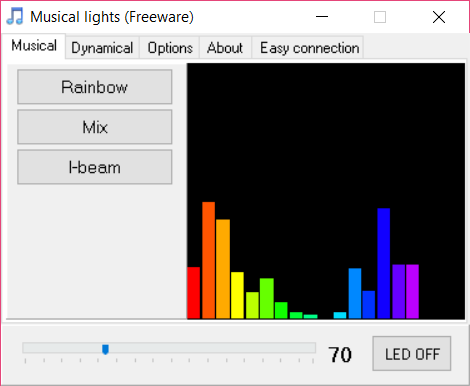 Musical lights (Freeware)
Musical Dynamical Options About Easy connection
Rainbow
Mix
I-beam
70 LED OFF